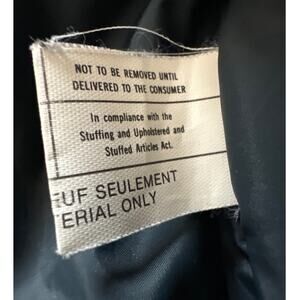 NOT TO BE REMOVED UNTIL
DELIVERED TO THE CONSUMER
In compliance with the
Stuffing and Upholstered and
Stuffed Articles Act.
UF SEULEMENT
ERIAL ONLY